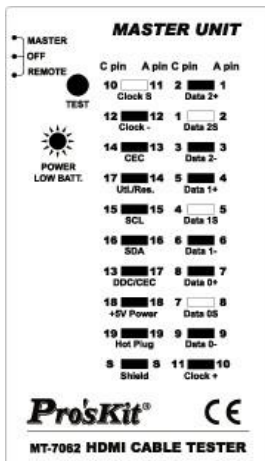 MASTER UNIT
MASTER
OFF
REMOTE
TEST
POWER
LOW BATT.
C pin A pin C pin A pin
10 11 2 1
Clock S Data 2+
12 12 1 2
Clock - Data 2S
14 13 3 3
CEC Data 2-
17 14 5 4
Utl./Res. Data 1+
15 15 4 5
SCL Data 1S
16 16 6 6
SDA Data 1-
13 17 8 7
DDC/CEC Data 0+
18 18 7 8
+5V Power Data 0S
19 19 9 9
Hot Plug Data 0-
S S 11 10
Shield Clock +
Pro'sKit® CE
MT-7062 HDMI CABLE TESTER